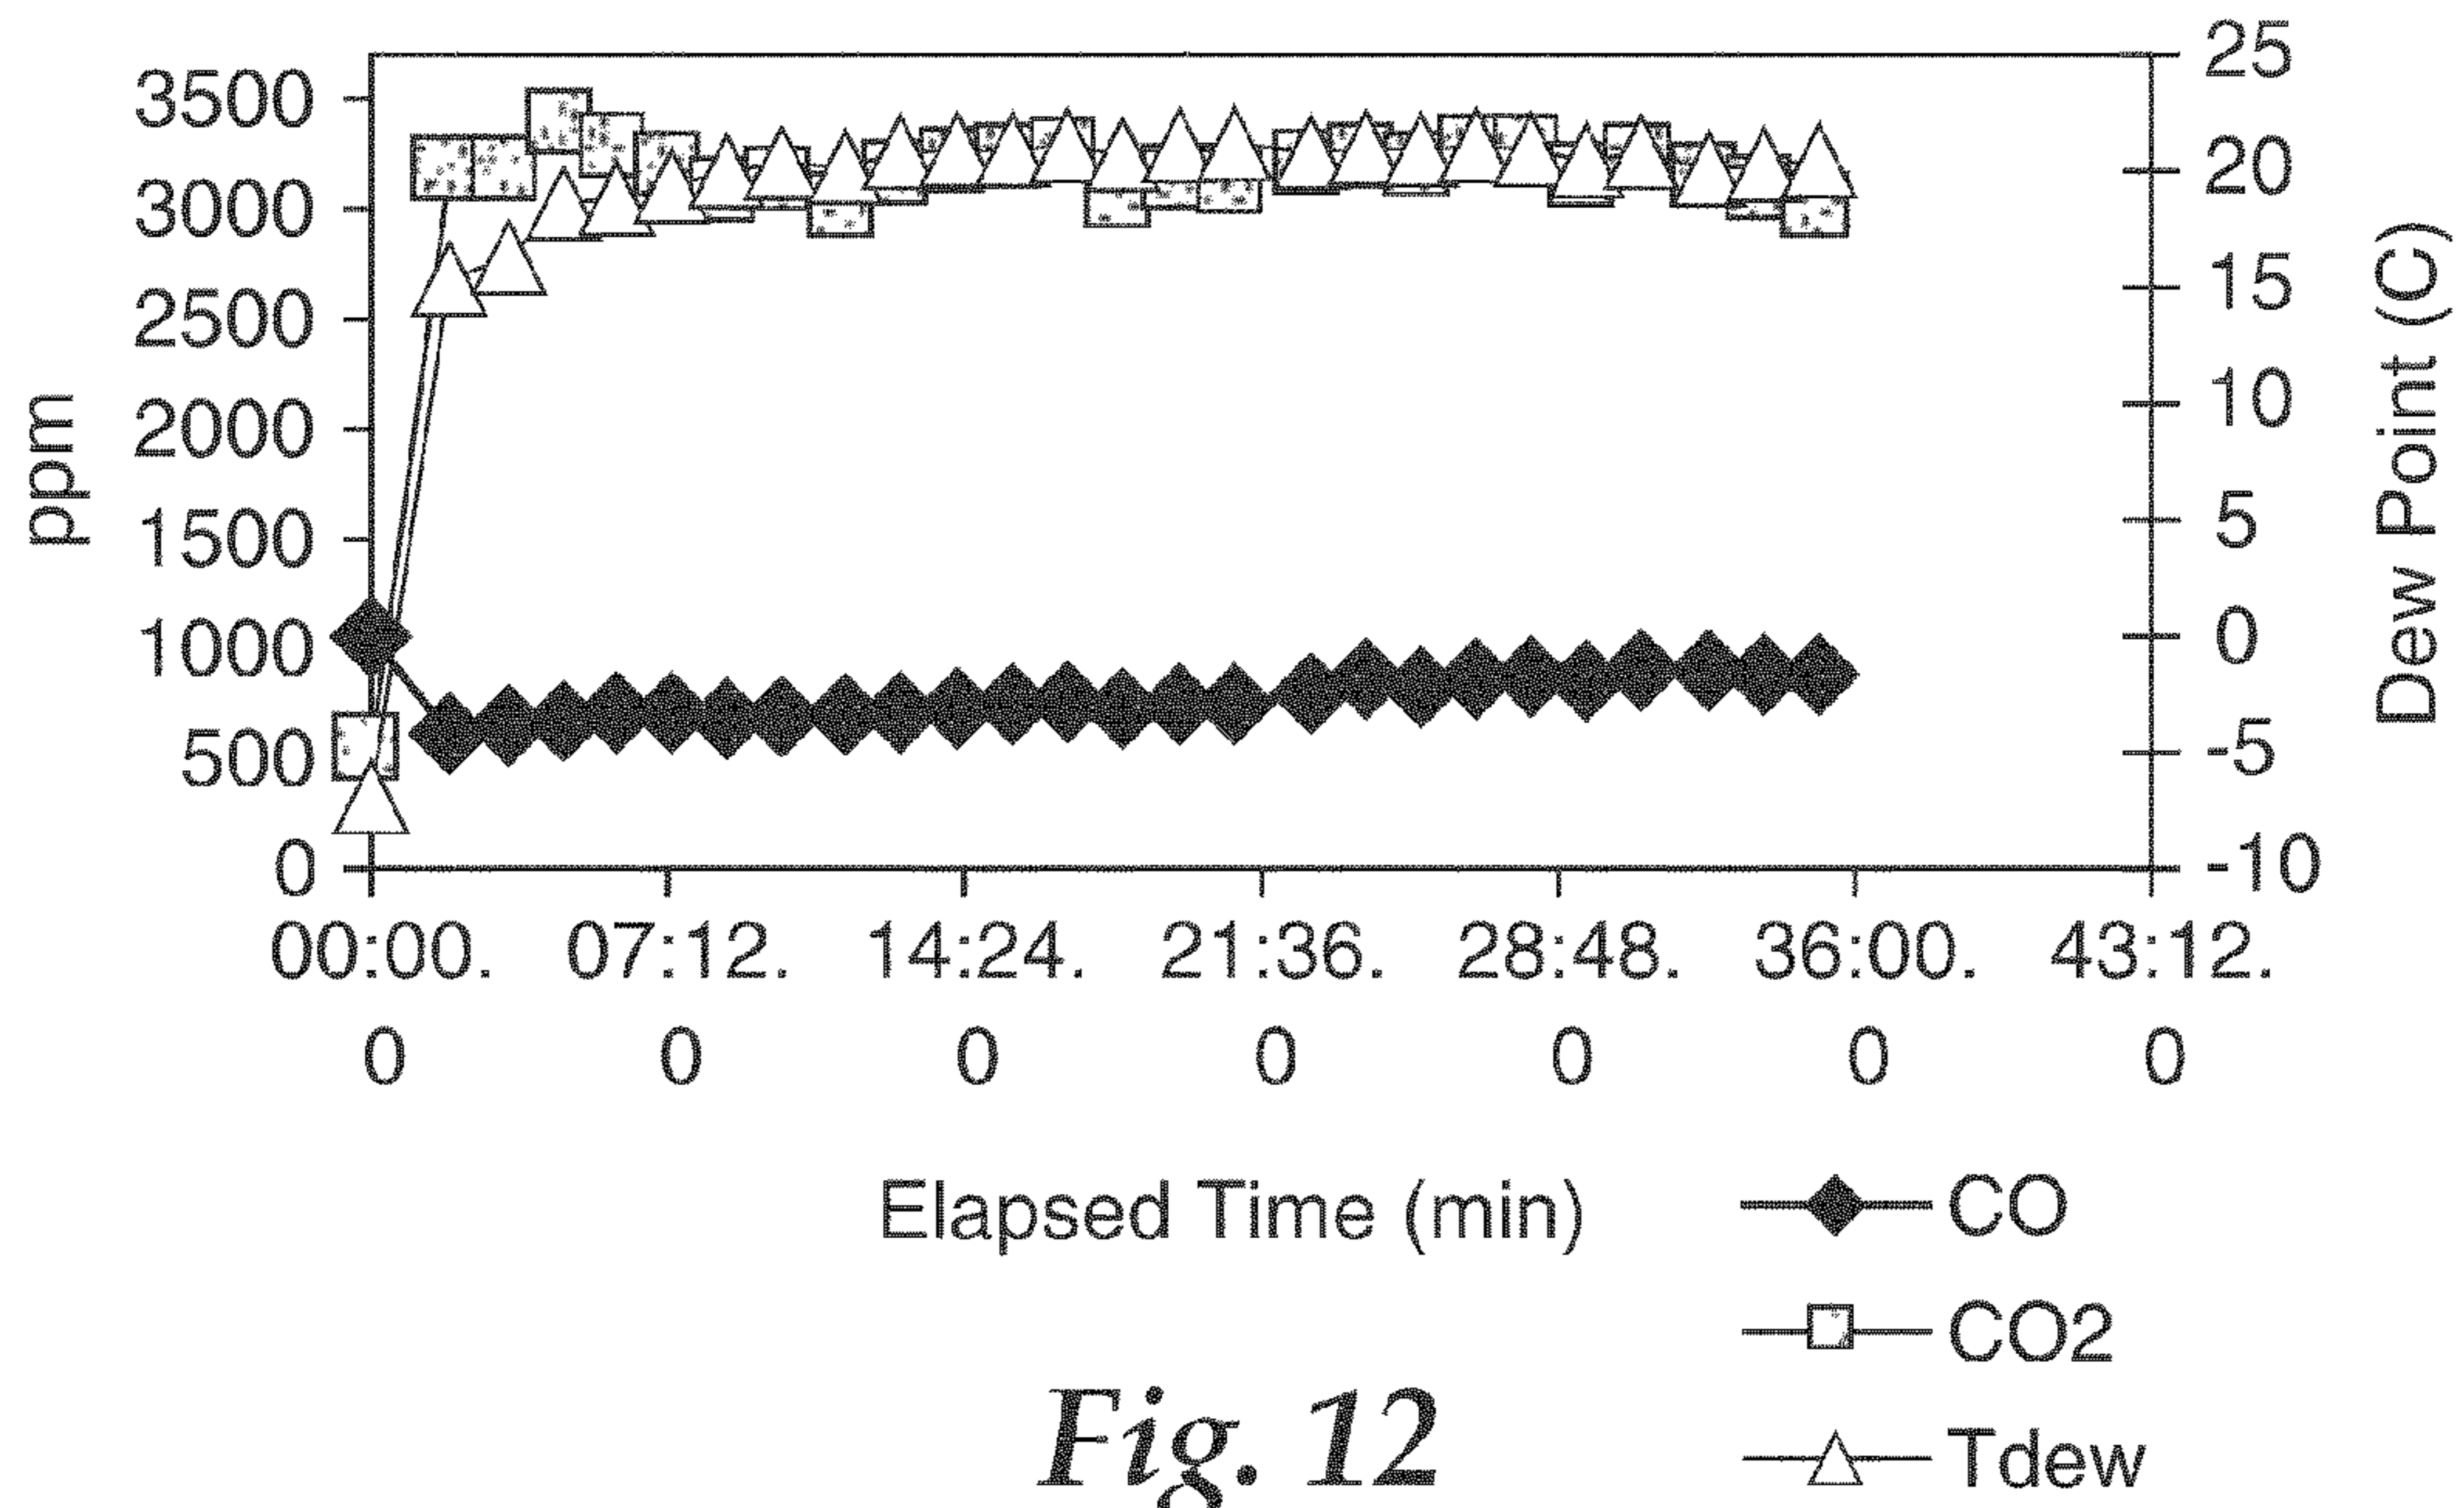 3500
3000
2500
2000
1500
1000
500
0
ppm
25
20
15
10
5
0
-5
-10
Dew Point (C)
00:00. 07:12. 14:24. 21:36. 28:48. 36:00. 43:12.
0 0 0 0 0 0 0
Elapsed Time (min)
CO
CO2
Tdew
Fig. 12